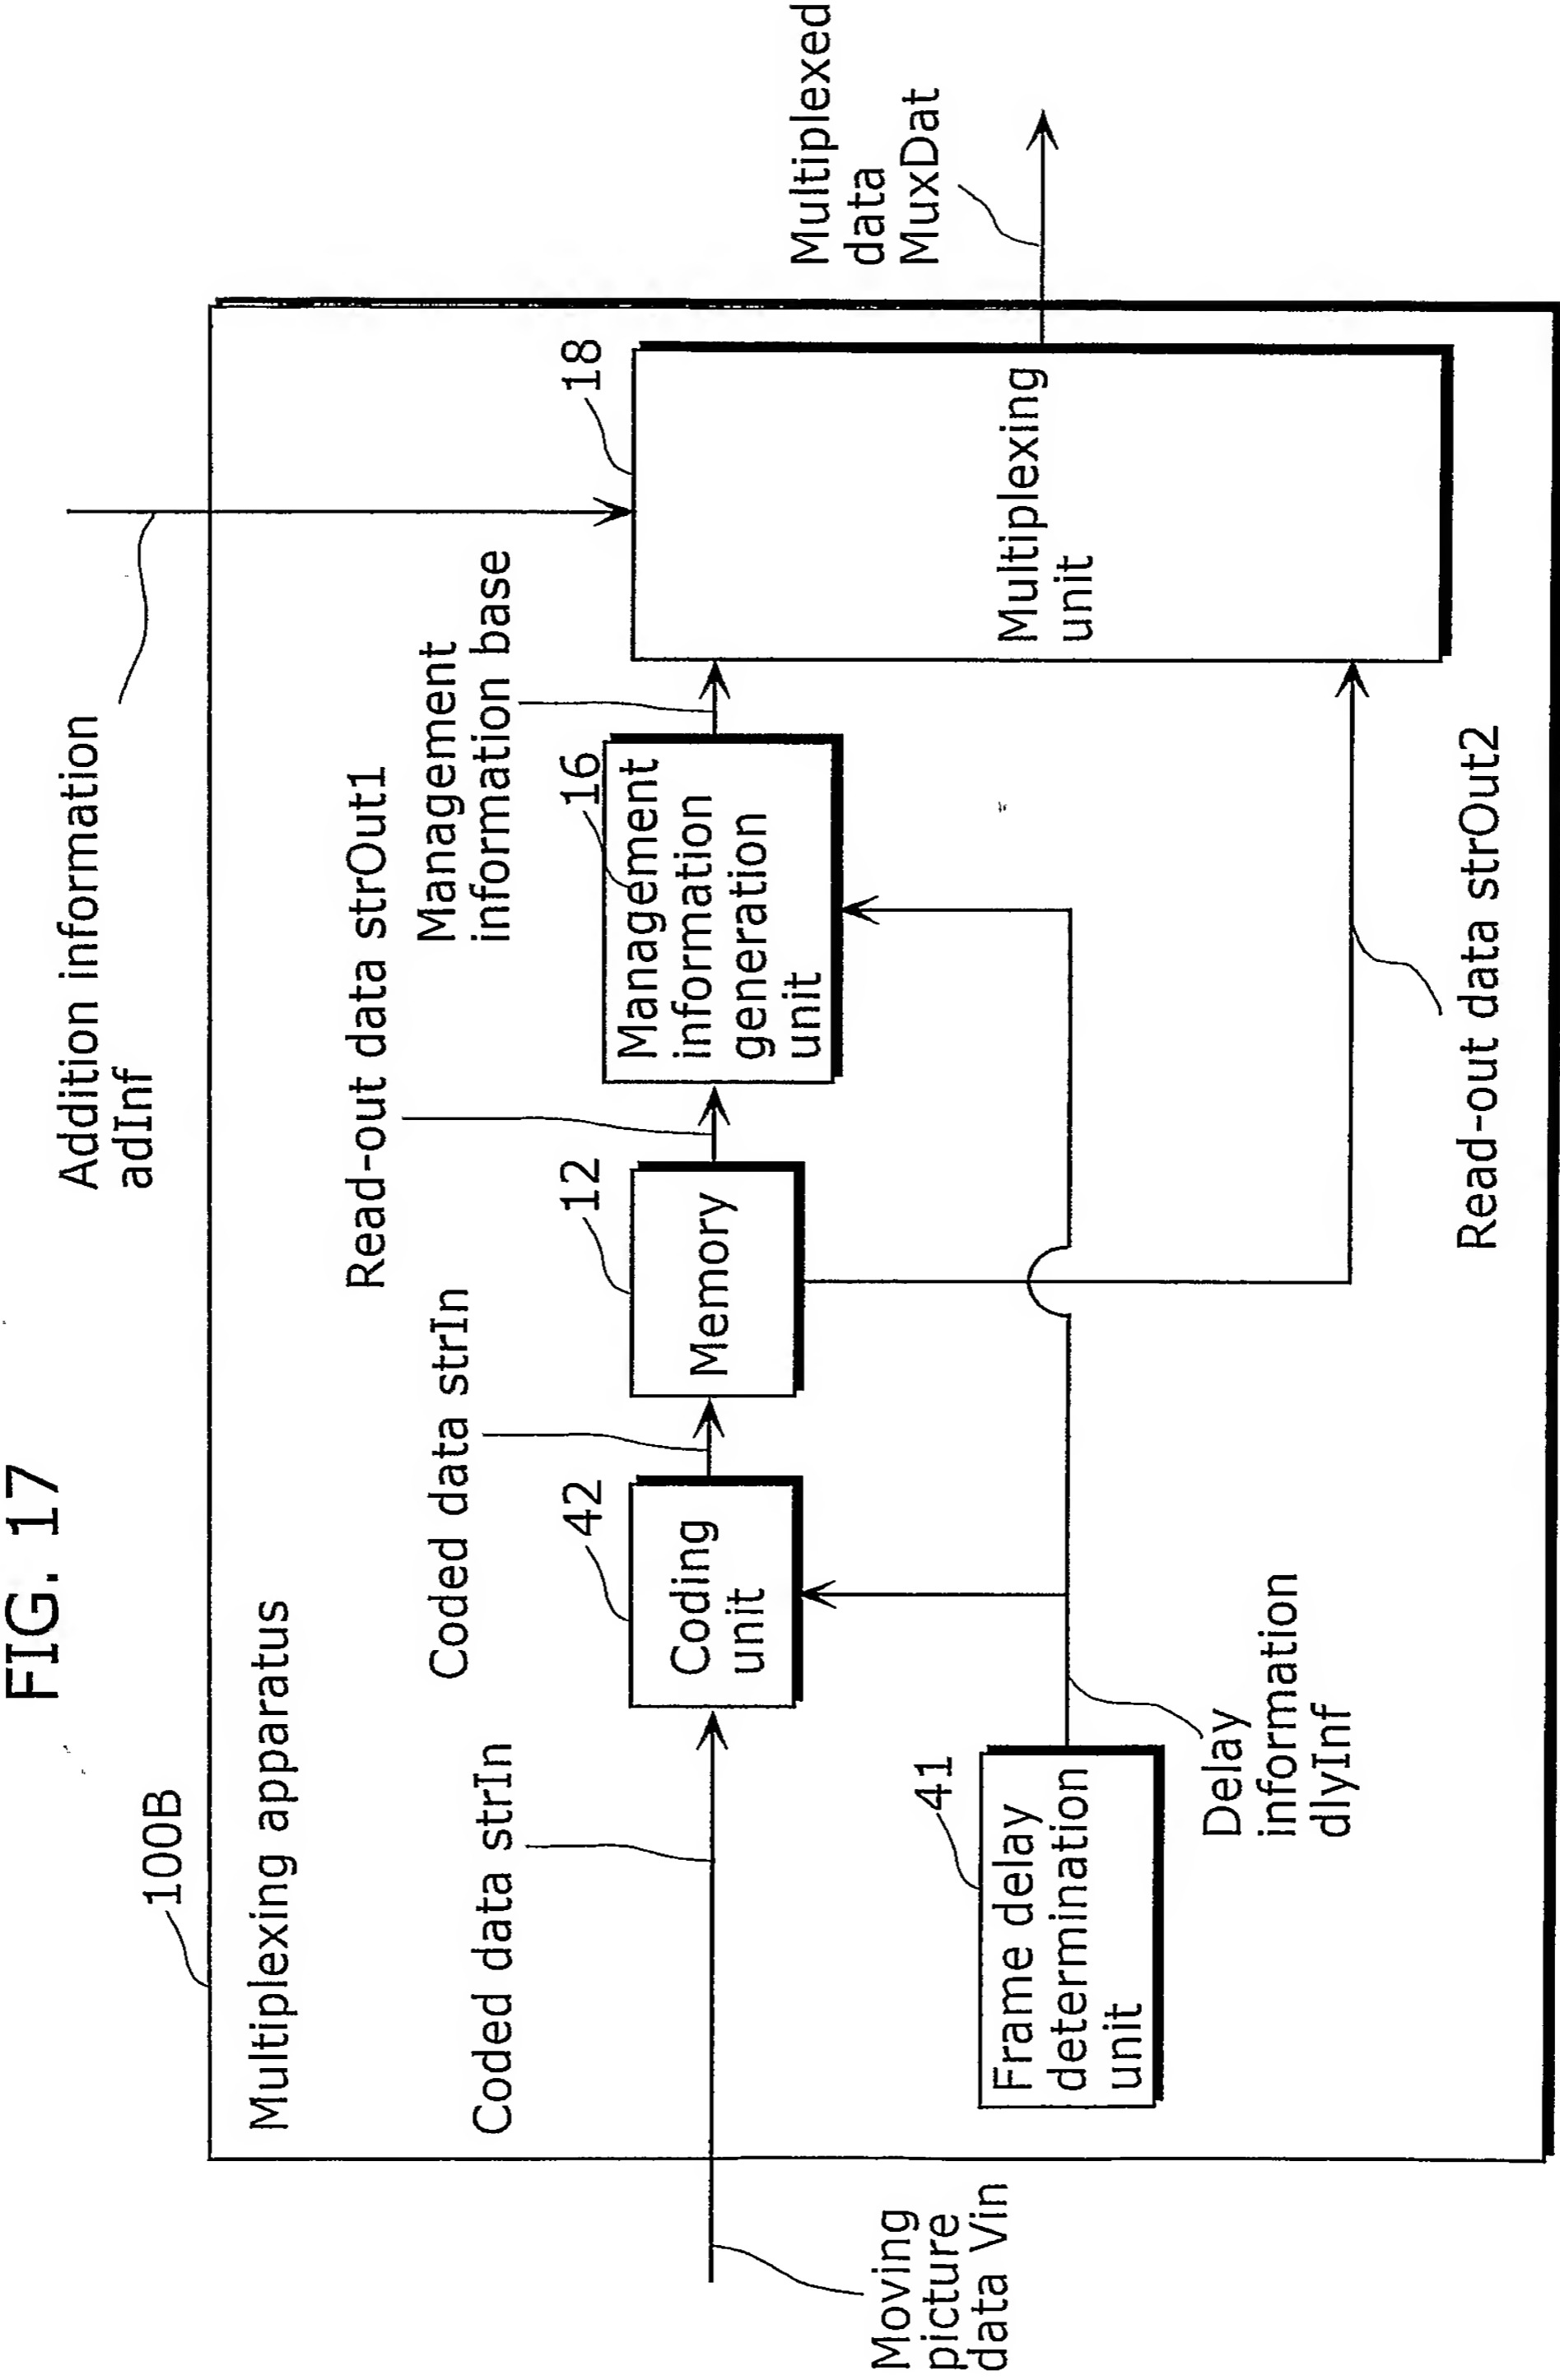 FIG. 17
100B
Multiplexing apparatus
Moving
picture
data Vin
Coded data strIn
42
Coding
unit
Coded data strIn
12
Memory
Read-out data strOut1
16
Management
information
generation
unit
Management
information base
Addition information
adInf
18
Multiplexing
unit
Multiplexed
data
MuxDat
41
Frame delay
determination
unit
Delay
information
dlyInf
Read-out data strOut2